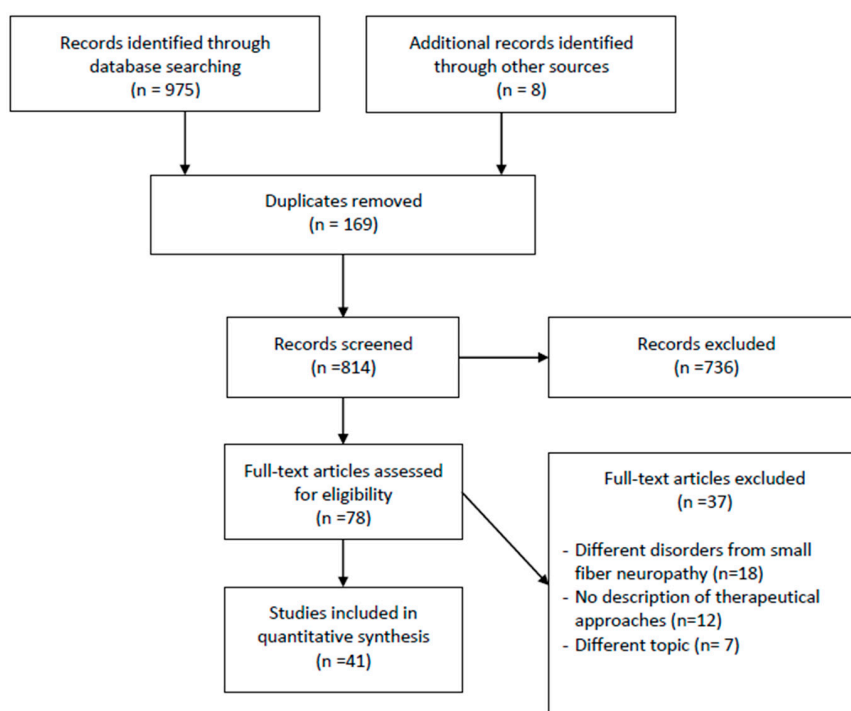 Records identified through
database searching
(n = 975)
Additional records identified
through other sources
(n = 8)
Duplicates removed
(n = 169)
Records screened
(n =814)
Records excluded
(n =736)
Full-text articles assessed
for eligibility
(n =78)
Full-text articles excluded
(n =37)
- Different disorders from small
fiber neuropathy (n=18)
- No description of therapeutical
approaches (n=12)
- Different topic (n= 7)
Studies included in
quantitative synthesis
(n =41)